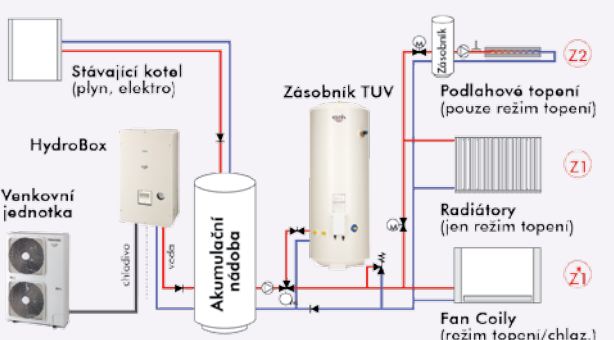 Stávající kotel
(plyn, elektro)
HydroBox
Venkovní
jednotka
chladivo
voda
Akumulační
nádoba
Zásobník TUV
Zásobník
Z2
Podlahové topení
(pouze režim topení)
Z1
Radiátory
(jen režim topení)
Z1*
Fan Coily
(režim topení/chlaz.)